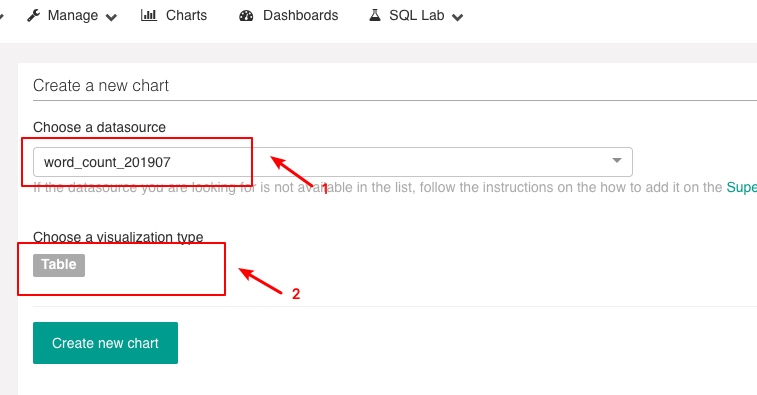 Manage Charts Dashboards SQL Lab
Create a new chart
Choose a datasource
word_count_201907
1
If the datasource you are looking for is not available in the list, follow the instructions on the how to add it on the Supe
Choose a visualization type
Table
2
Create new chart